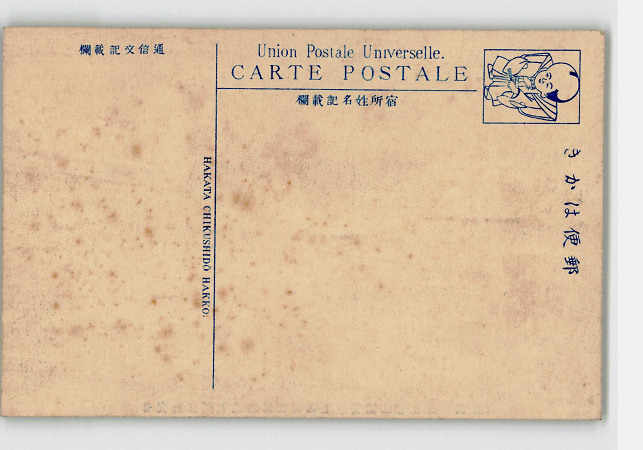 通信文記載欄
Union Postale Universelle.
CARTE POSTALE
宿所姓名記載欄
郵便はかき
HAKATA CHIKUSHIDŌ HAKKO.